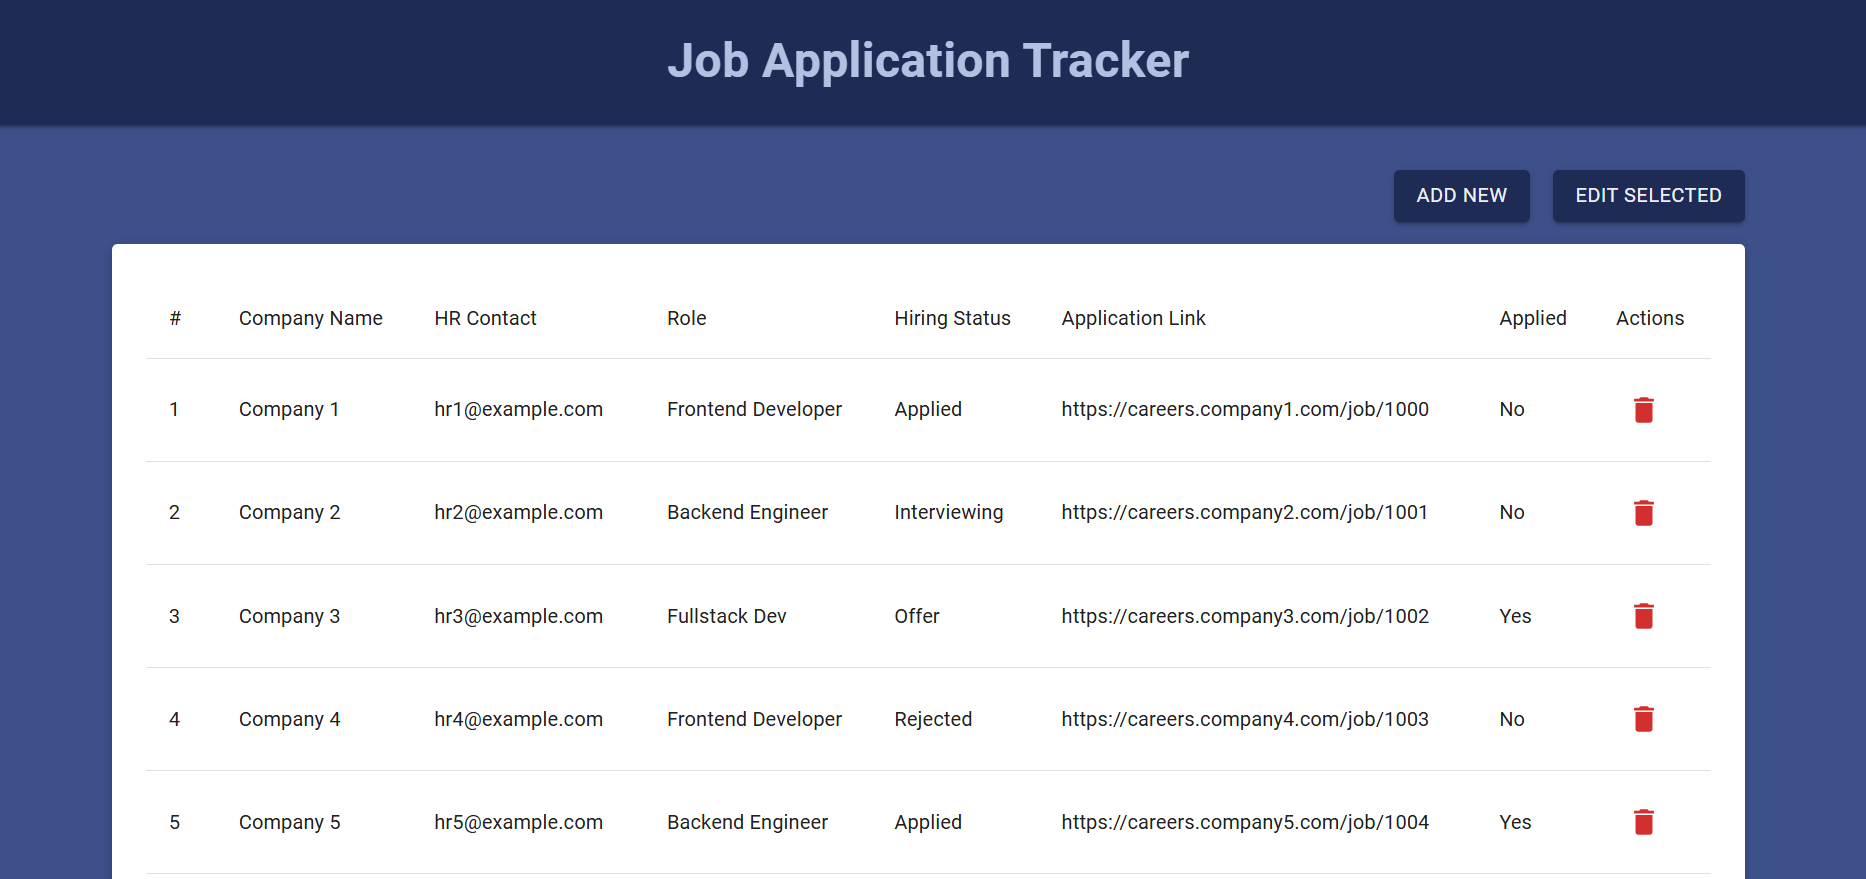 Job Application Tracker
ADD NEW EDIT SELECTED
# Company Name HR Contact Role Hiring Status Application Link Applied Actions
1 Company 1 hr1@example.com Frontend Developer Applied https://careers.company1.com/job/1000 No
2 Company 2 hr2@example.com Backend Engineer Interviewing https://careers.company2.com/job/1001 No
3 Company 3 hr3@example.com Fullstack Dev Offer https://careers.company3.com/job/1002 Yes
4 Company 4 hr4@example.com Frontend Developer Rejected https://careers.company4.com/job/1003 No
5 Company 5 hr5@example.com Backend Engineer Applied https://careers.company5.com/job/1004 Yes